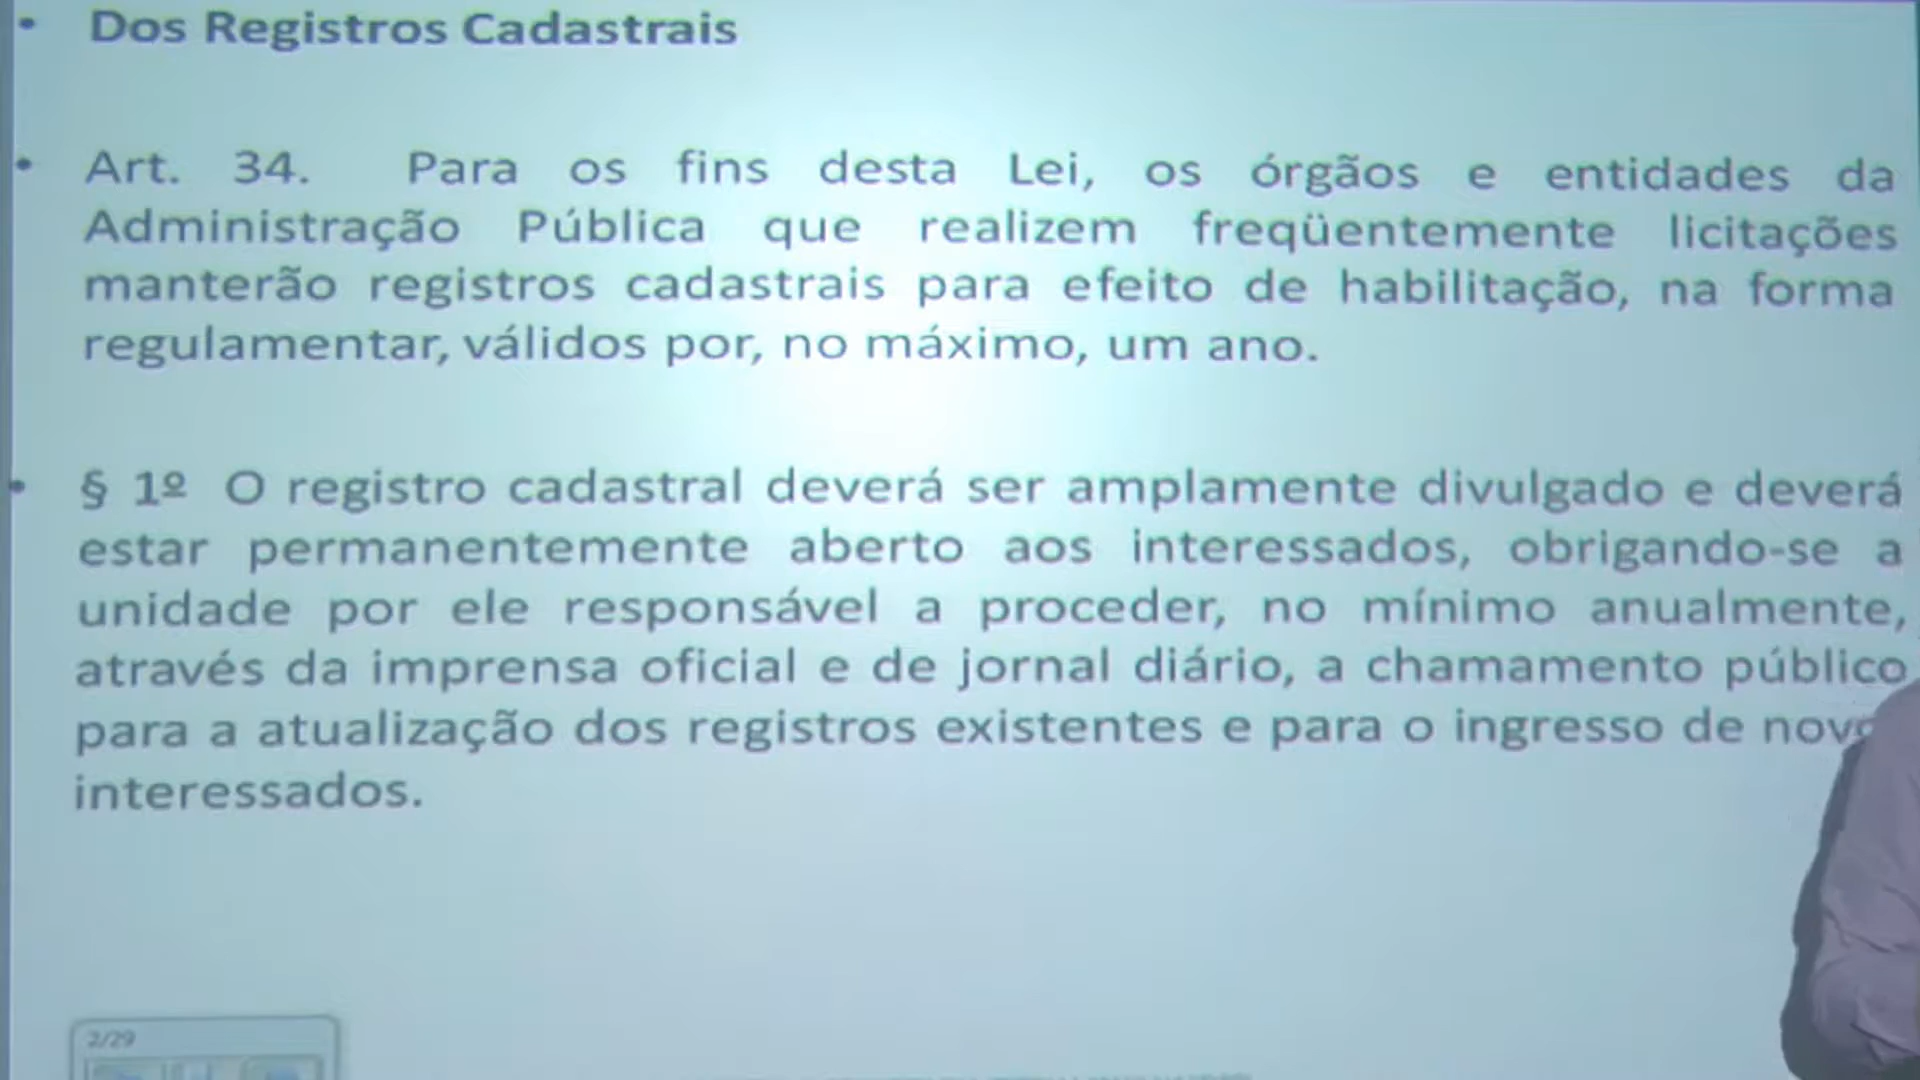 • Dos Registros Cadastrais
• Art. 34. Para os fins desta Lei, os órgãos e entidades da
Administração Pública que realizem freqüentemente licitações
manterão registros cadastrais para efeito de habilitação, na forma
regulamentar, válidos por, no máximo, um ano.
• § 1º O registro cadastral deverá ser amplamente divulgado e deverá
estar permanentemente aberto aos interessados, obrigando-se a
unidade por ele responsável a proceder, no mínimo anualmente,
através da imprensa oficial e de jornal diário, a chamamento público
para a atualização dos registros existentes e para o ingresso de
interessados.
2/29